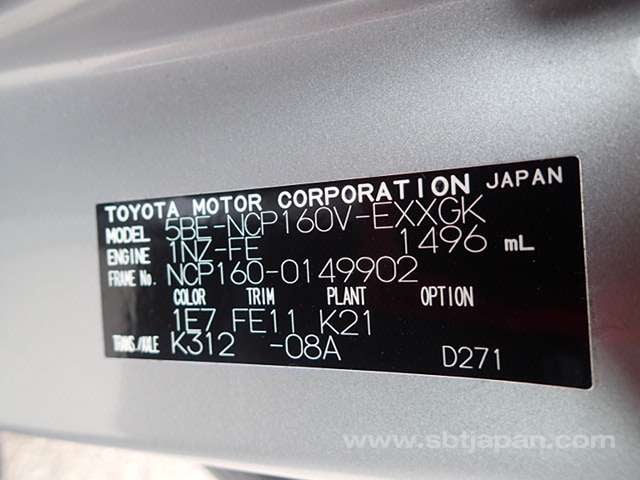 TOYOTA MOTOR CORPORATION JAPAN
MODEL 5BE-NCP160V-EXXGK
ENGINE 1NZ-FE 1496 mL
FRAME No. NCP160-0149902
COLOR TRIM PLANT OPTION
1E7 FE11 K21
TRANS/AXLE K312 -08A D271
www.sbtjapan.com